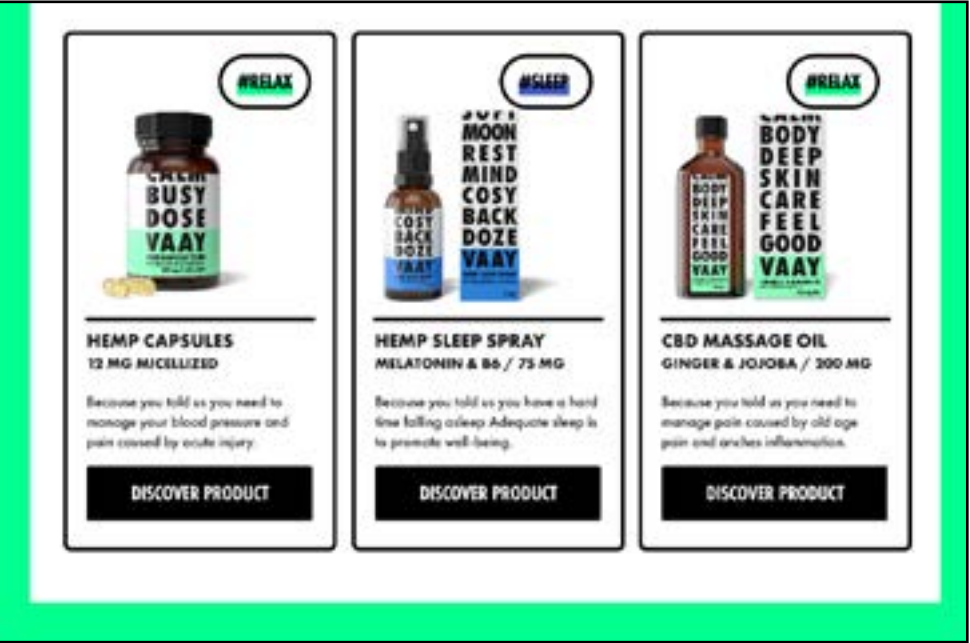 #RELAX
CALM
BUSY
DOSE
VAAY
HEMP CAPSULES
12 MG MICELLIZED
Because you told us you need to
manage your blood pressure and
pain caused by acute injury.
DISCOVER PRODUCT
#SLEEP
MIND
COSY
BACK
DOZE
VAAY
SOFT
MOON
REST
MIND
COSY
BACK
DOZE
VAAY
HEMP SLEEP SPRAY
MELATONIN & B6 / 75 MG
Because you told us you have a hard
time falling asleep Adequate sleep is
to promote well-being.
DISCOVER PRODUCT
#RELAX
CALM
BODY
DEEP
SKIN
CARE
FEEL
GOOD
VAAY
CALM
BODY
DEEP
SKIN
CARE
FEEL
GOOD
VAAY
CBD MASSAGE OIL
GINGER & JOJOBA / 200 MG
Because you told us you need to
manage pain caused by old age
pain and anches inflammation.
DISCOVER PRODUCT